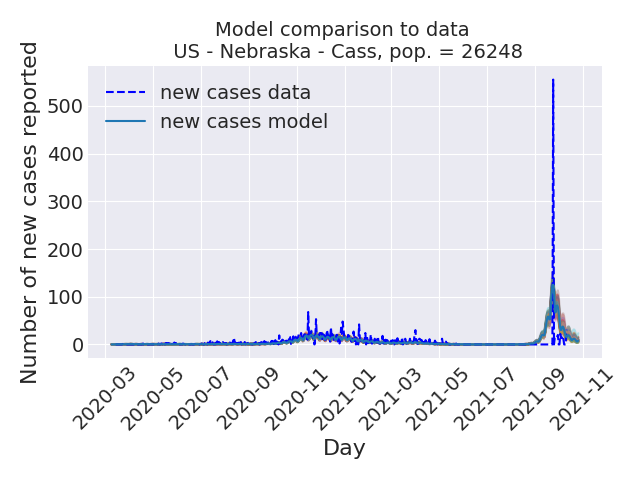 Model comparison to data
US - Nebraska - Cass, pop. = 26248
new cases data
new cases model
Number of new cases reported
500
400
300
200
100
0
2020-03
2020-05
2020-07
2020-09
2020-11
2021-01
2021-03
2021-05
2021-07
2021-09
2021-11
Day